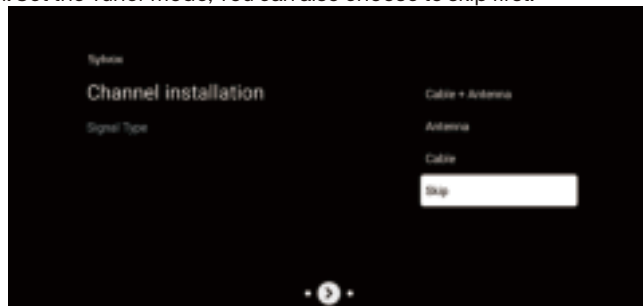 Set the Tuner Mode, You can also choose to skip first.
Sylvox
Channel installation
Signal Type
Cable + Antenna
Antenna
Cable
Skip